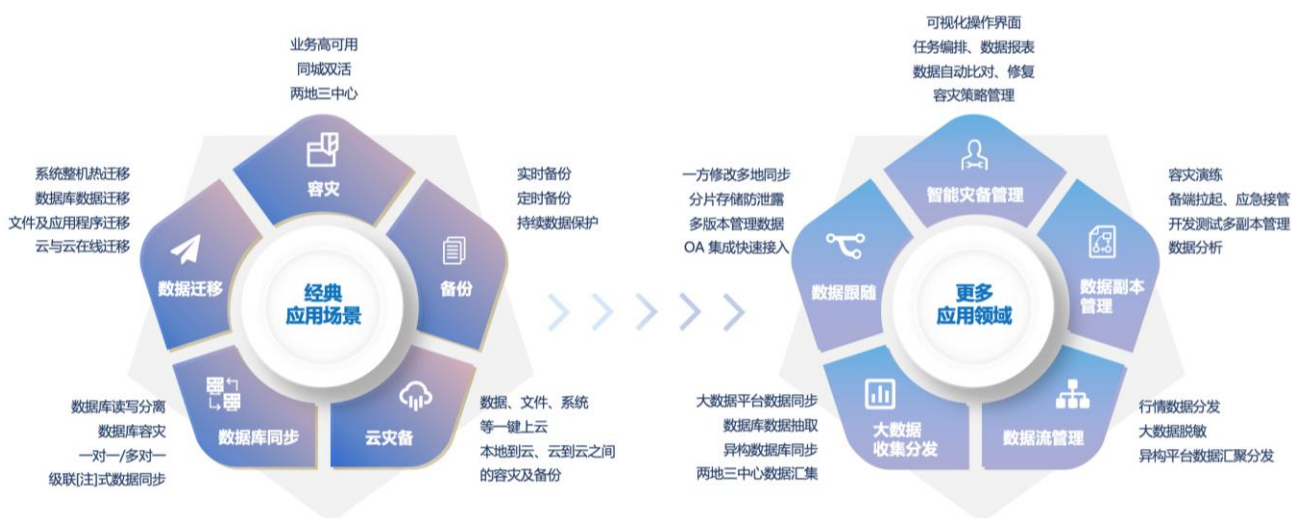 业务高可用
同城双活
两地三中心
容灾
系统整机热迁移
数据库数据迁移
文件及应用程序迁移
云与云在线迁移
数据迁移
实时备份
定时备份
持续数据保护
备份
经典
应用场景
数据库读写分离
数据库容灾
一对一/多对一
级联[注]式数据同步
数据库同步
云灾备
数据、文件、系统
等一键上云
本地到云、云到云之间
的容灾及备份
可视化操作界面
任务编排、数据报表
数据自动比对、修复
容灾策略管理
智能灾备管理
一方修改多地同步
分片存储防泄露
多版本管理数据
OA 集成快速接入
数据跟随
容灾演练
备端拉起、应急接管
开发测试多副本管理
数据分析
数据副本
管理
更多
应用领域
大数据平台数据同步
数据库数据抽取
异构数据库同步
两地三中心数据汇集
大数据
收集分发
数据流管理
行情数据分发
大数据脱敏
异构平台数据汇聚分发